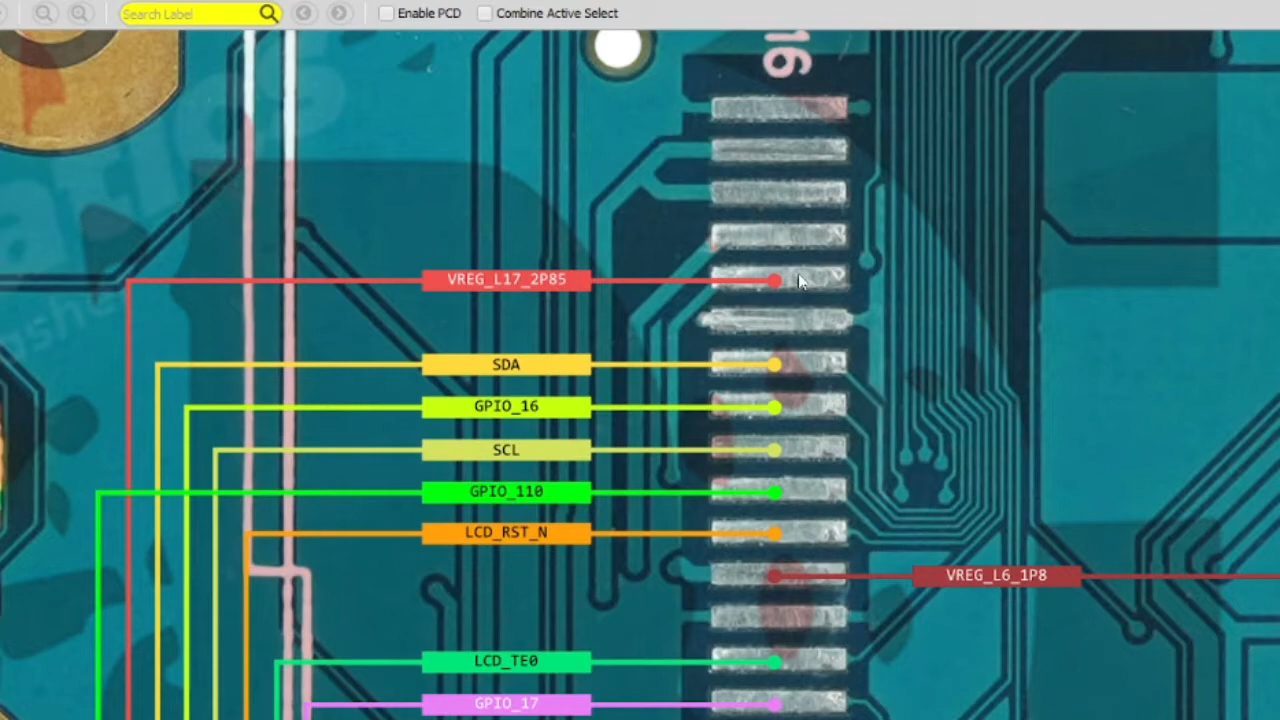 Search Label
Enable PCD
Combine Active Select
16
VREG_L17_2P85
SDA
GPIO_16
SCL
GPIO_110
LCD_RST_N
VREG_L6_1P8
LCD_TE0
GPIO_17